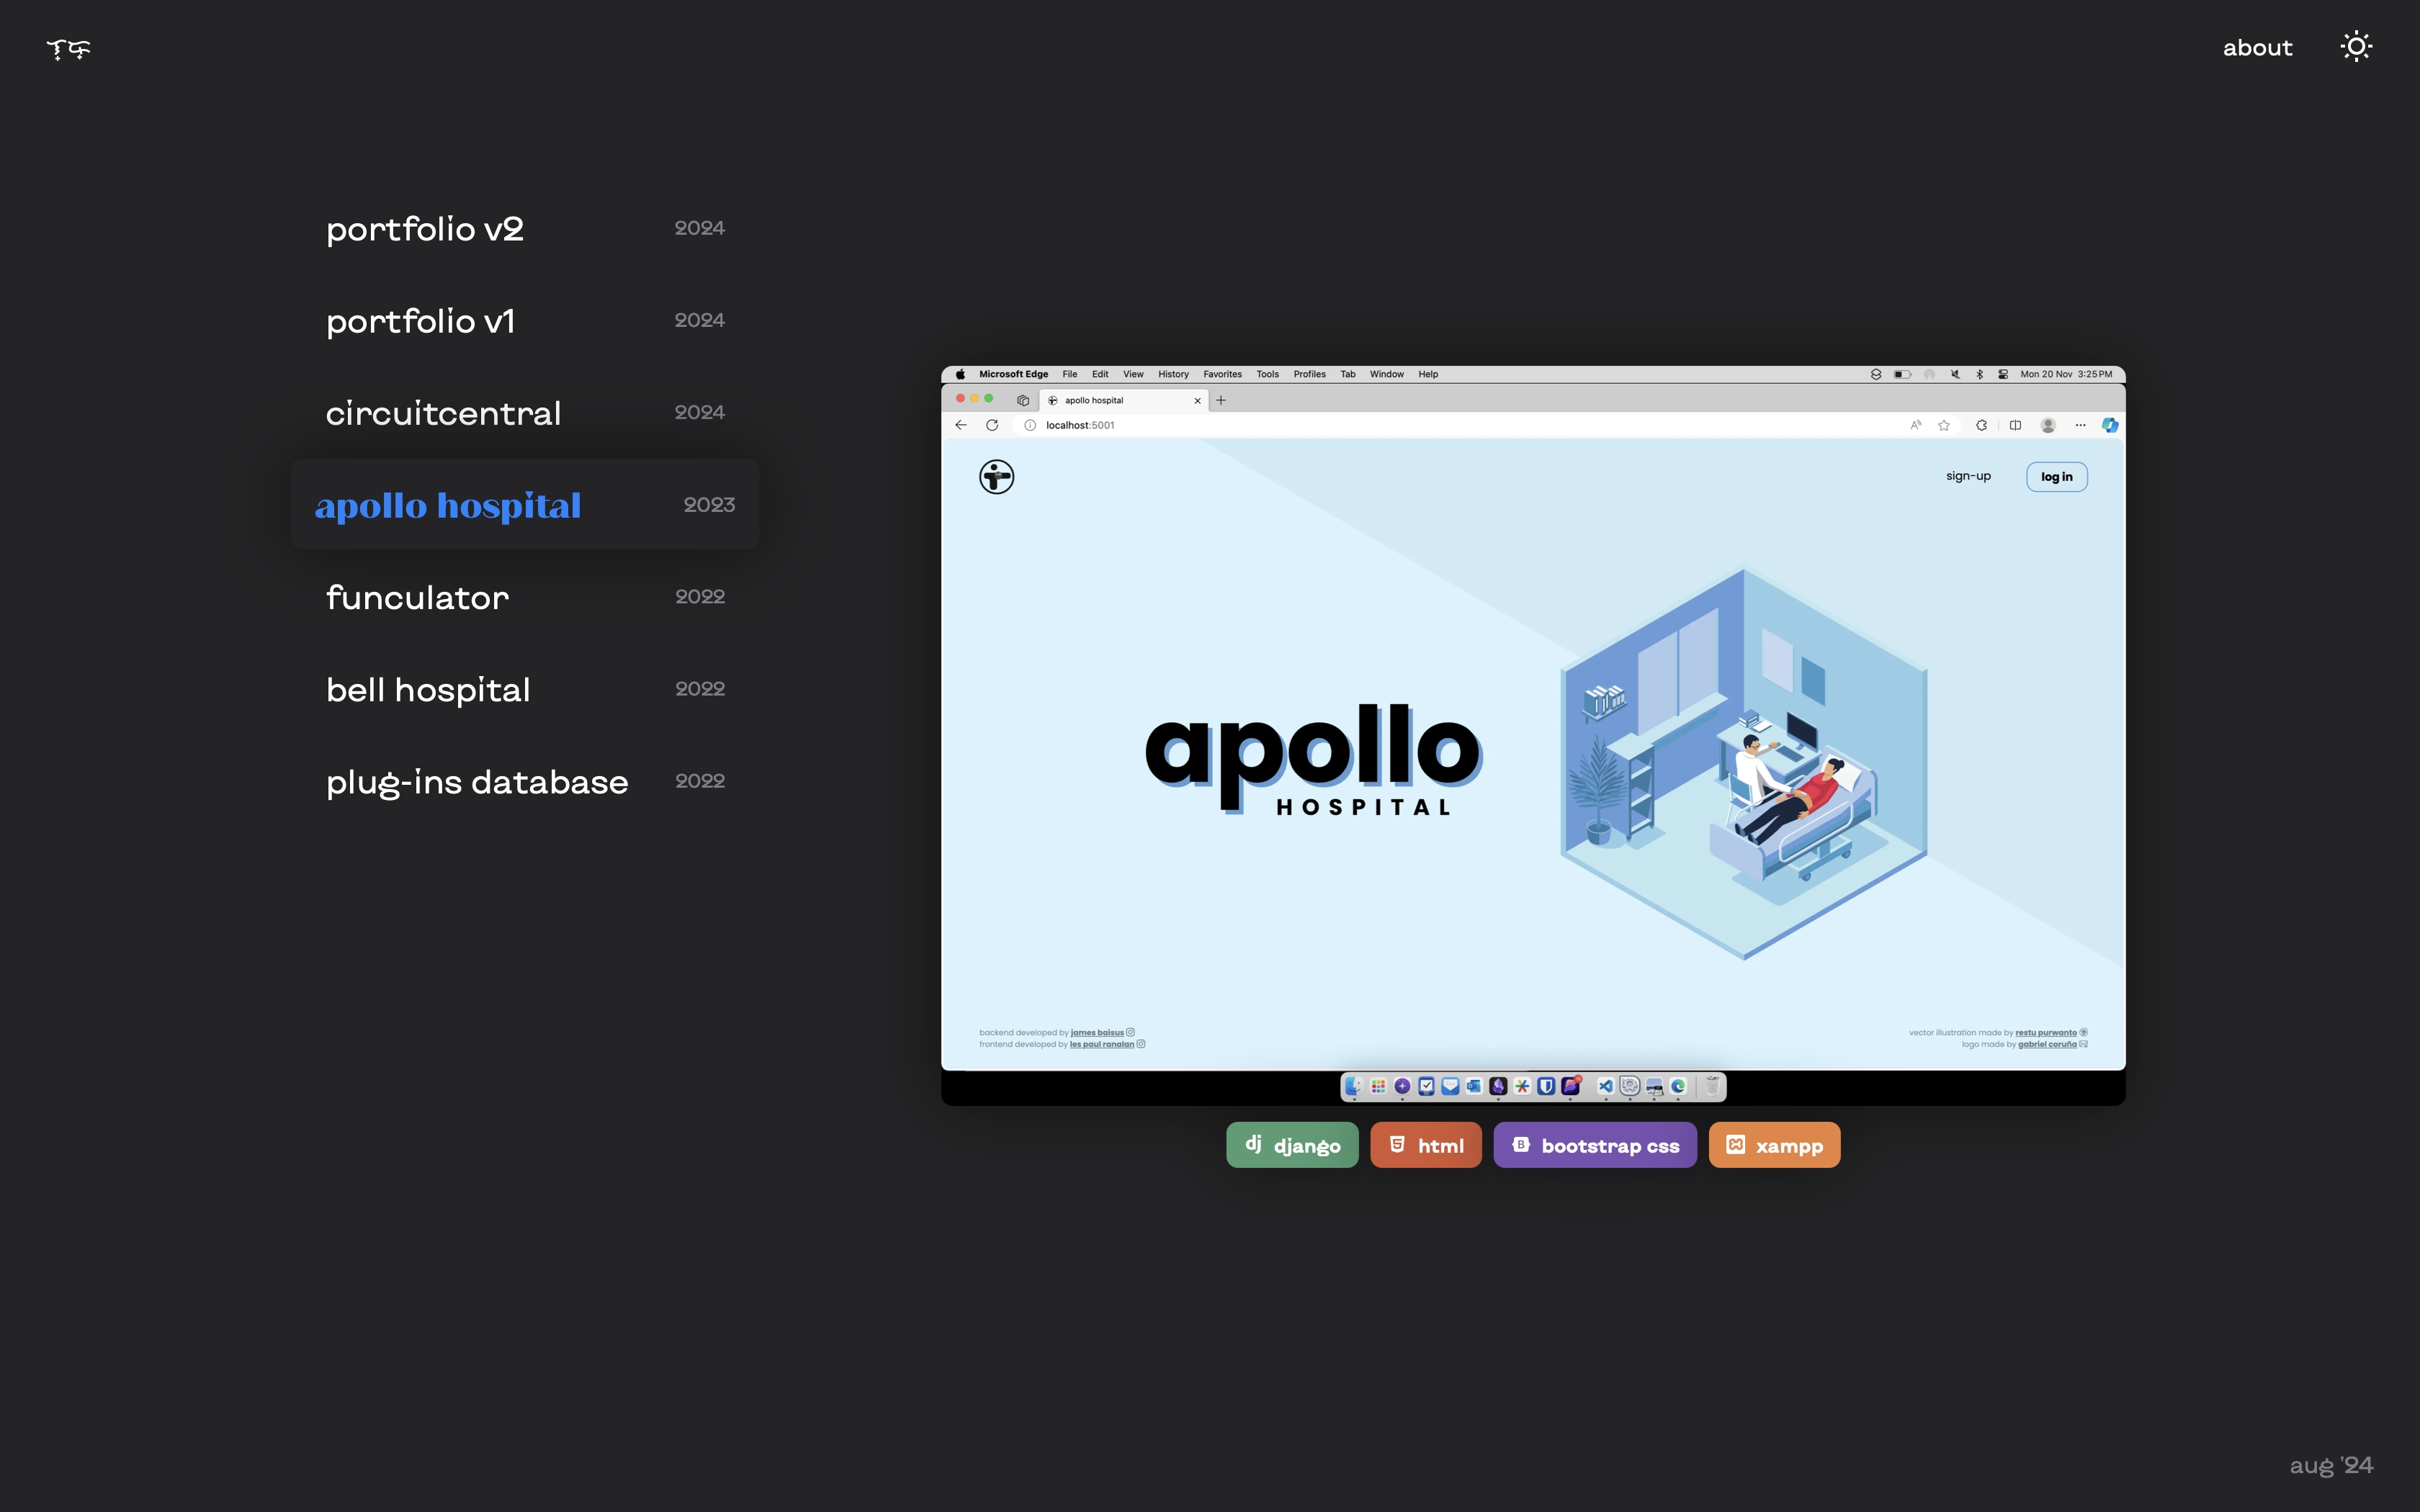 about
portfolio v2 2024
portfolio v1 2024
circuitcentral 2024
apollo hospital 2023
funculator 2022
bell hospital 2022
plug-ins database 2022
Microsoft Edge File Edit View History Favorites Tools Profiles Tab Window Help Mon 20 Nov 3:25 PM
apollo hospital
localhost:5001
sign-up log in
apollo
HOSPITAL
backend developed by james baisus
frontend developed by les paul ranalan
vector illustration made by restu purwanto
logo made by gabriel coruña
dj django html bootstrap css xampp
aug '24